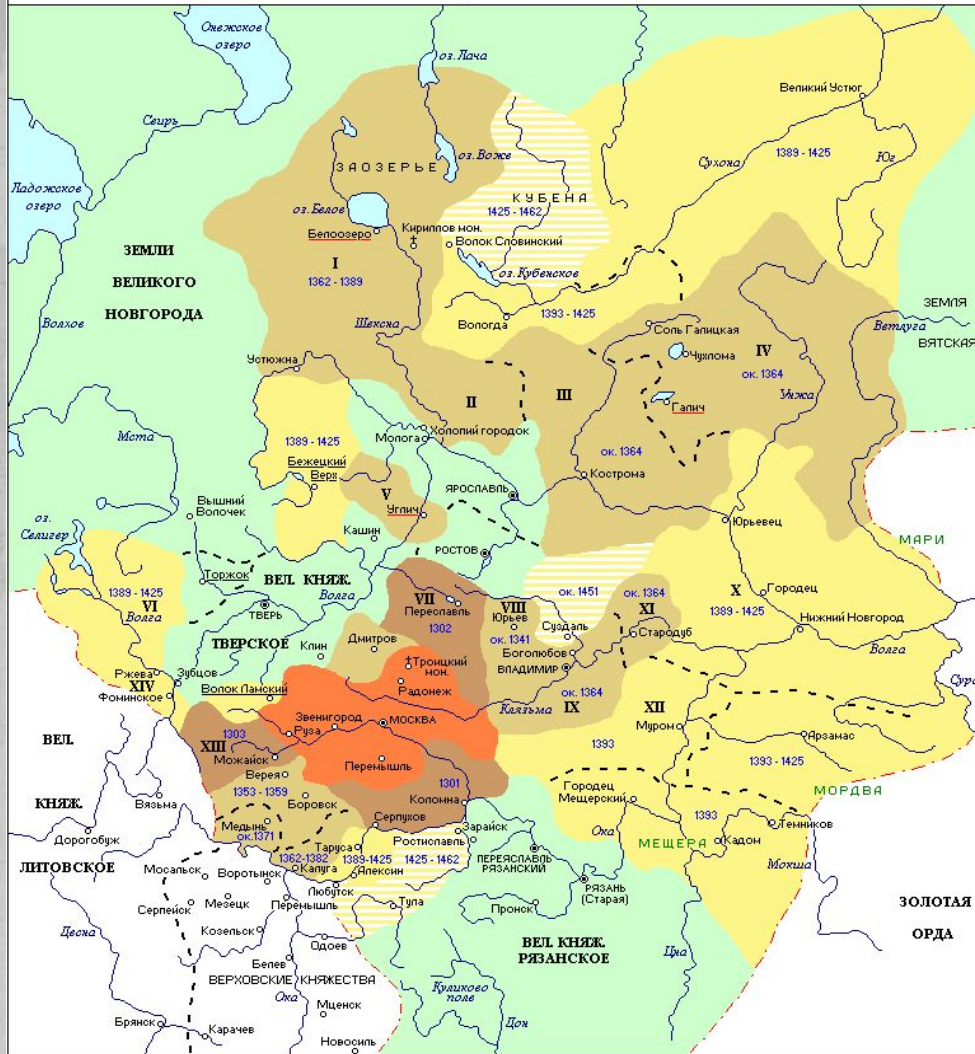 Онежское
озеро
оз. Лача
Великий Устюг
Свирь
1389 - 1425
Сухона
Юг
Ладожское
озеро
ЗАОЗЕРЬЕ
оз. Воже
КУБЕНА
1425 - 1462
оз. Белое
Белоозеро
Кириллов мон.
Волок Словинский
ЗЕМЛИ
ВЕЛИКОГО
НОВГОРОДА
I
1362 - 1389
оз. Кубенское
Волхов
Шексна
Вологда
1393 - 1425
Соль Галицкая
Ветлуга
ЗЕМЛЯ
ВЯТСКАЯ
Чухлома
IV
ок. 1364
Устюжна
II
III
Галич
Унжа
Мста
1389 - 1425
Молога
Холопий городок
ок. 1364
Бежецкий
Верх
V
Углич
Кострома
Вышний
Волочек
ЯРОСЛАВЛЬ
Юрьевец
оз.
Селигер
Кашин
РОСТОВ
МАРИ
Торжок
ВЕЛ. КНЯЖ.
Волга
ок. 1451
ок. 1364
X
Городец
1389 - 1425
1389 - 1425
VI
Волга
ТВЕРЬ
VII
Переславль
1302
VIII
Юрьев
ок. 1341
Суздаль
XI
Стародуб
Нижний Новгород
ТВЕРСКОЕ
Клин
Дмитров
Боголюбов
ВЛАДИМИР
Волга
Ржева
Зубцов
Троицкий
мон.
Радонеж
Сура
XIV
Фоминское
Волок Ламский
Клязьма
ок. 1364
IX
XII
Звенигород
Руза
МОСКВА
Муром
Арзамас
ВЕЛ.
XIII
1303
Можайск
Перемышль
1393
1393 - 1425
КНЯЖ.
Верея
1353 - 1359
Боровск
1301
Коломна
Городец
Мещерский
МОРДВА
Вязьма
Медынь
ок.1371
Серпухов
Зарайск
Ока
1393
Темников
Дорогобуж
Таруса
Ростиславль
МЕЩЕРА
Кадом
ЛИТОВСКОЕ
1362-1382
Калуга
1389-1425
Алексин
1425 - 1462
ПЕРЕЯСЛАВЛЬ
РЯЗАНСКИЙ
Мокша
Мосальск
Воротынск
Любутск
РЯЗАНЬ
(Старая)
Серпейск
Мезецк
Перемышль
Тула
Пронск
ЗОЛОТАЯ
ОРДА
Десна
Козельск
Одоев
ВЕЛ. КНЯЖ.
РЯЗАНСКОЕ
Цна
Белев
ВЕРХОВСКИЕ КНЯЖЕСТВА
Ока
Куликово
поле
Мценск
Дон
Брянск
Карачев
Новосиль